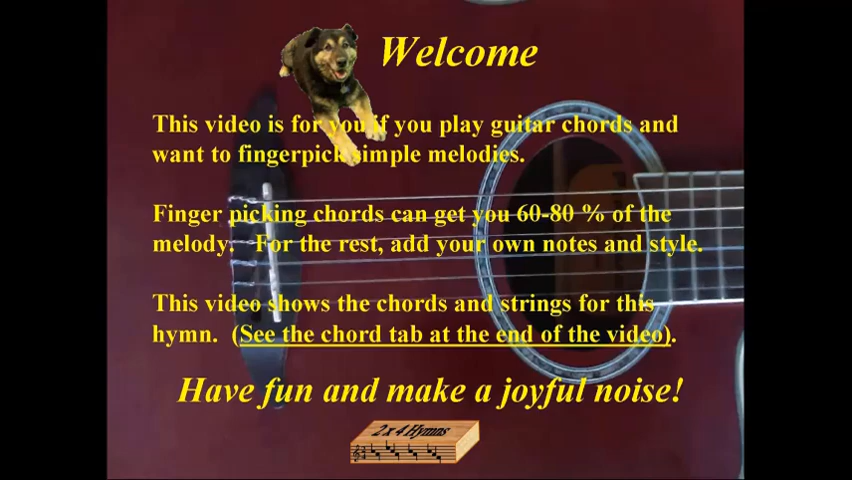 Welcome
This video is for you if you play guitar chords and
want to fingerpick simple melodies.
Finger picking chords can get you 60-80 % of the
melody. For the rest, add your own notes and style.
This video shows the chords and strings for this
hymn. (See the chord tab at the end of the video).
Have fun and make a joyful noise!
2 x 4 Hymns